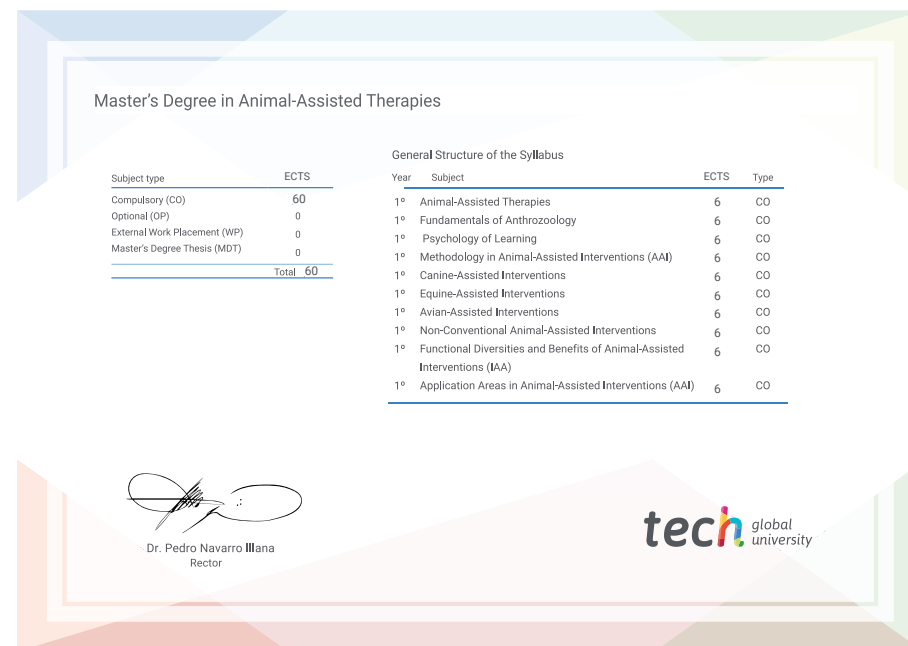 Master's Degree in Animal-Assisted Therapies
Subject type ECTS
Compulsory (CO) 60
Optional (OP) 0
External Work Placement (WP) 0
Master's Degree Thesis (MDT) 0
Total 60
General Structure of the Syllabus
Year Subject ECTS Type
1º Animal-Assisted Therapies 6 CO
1º Fundamentals of Anthrozoology 6 CO
1º Psychology of Learning 6 CO
1º Methodology in Animal-Assisted Interventions (AAI) 6 CO
1º Canine-Assisted Interventions 6 CO
1º Equine-Assisted Interventions 6 CO
1º Avian-Assisted Interventions 6 CO
1º Non-Conventional Animal-Assisted Interventions 6 CO
1º Functional Diversities and Benefits of Animal-Assisted 6 CO
Interventions (IAA)
1º Application Areas in Animal-Assisted Interventions (AAI) 6 CO
Dr. Pedro Navarro Illana
Rector
tech global
university